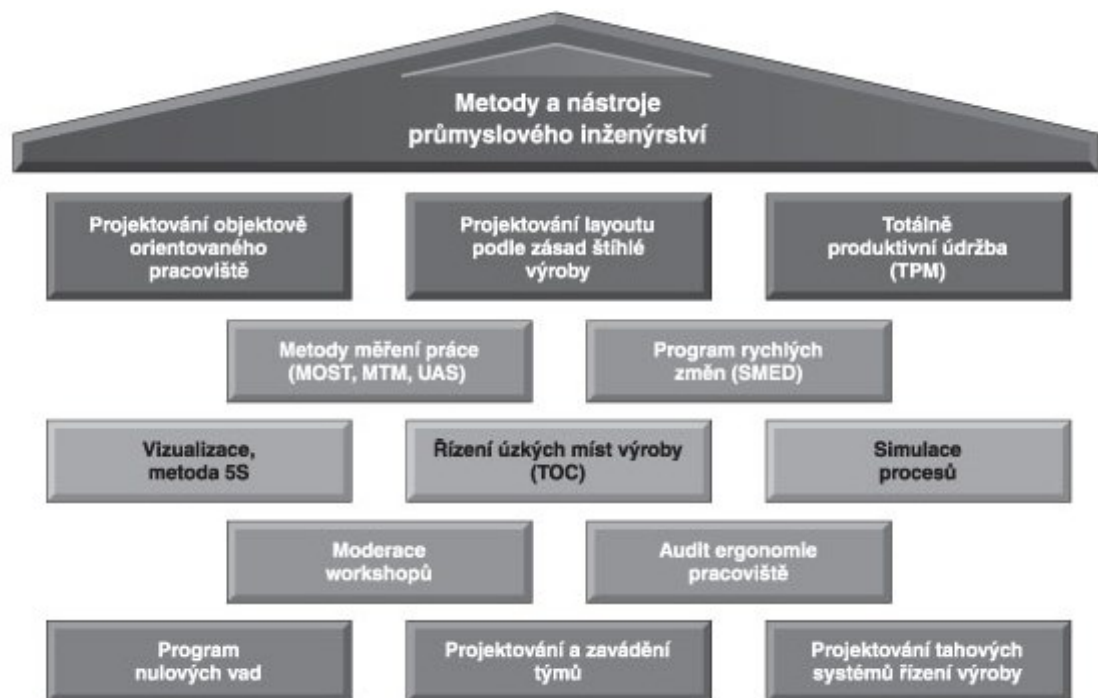 Metody a nástroje
průmyslového inženýrství
Projektování objektově
orientovaného
pracoviště
Projektování layoutu
podle zásad štíhlé
výroby
Totálně
produktivní údržba
(TPM)
Metody měření práce
(MOST, MTM, UAS)
Program rychlých
změn (SMED)
Vizualizace,
metoda 5S
Řízení úzkých míst výroby
(TOC)
Simulace
procesů
Moderace
workshopů
Audit ergonomie
pracoviště
Program
nulových vad
Projektování a zavádění
týmů
Projektování tahových
systémů řízení výroby